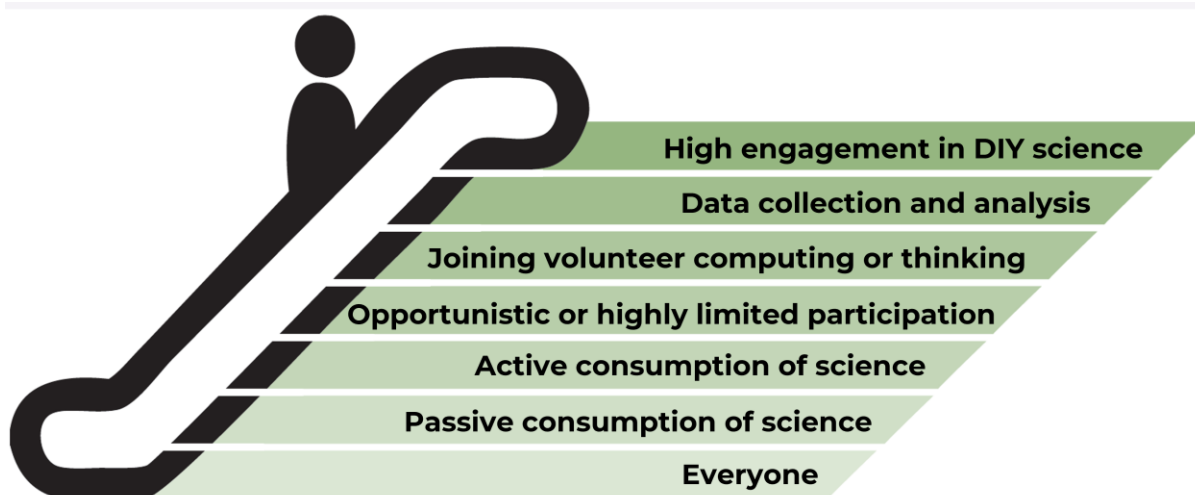 High engagement in DIY science
Data collection and analysis
Joining volunteer computing or thinking
Opportunistic or highly limited participation
Active consumption of science
Passive consumption of science
Everyone